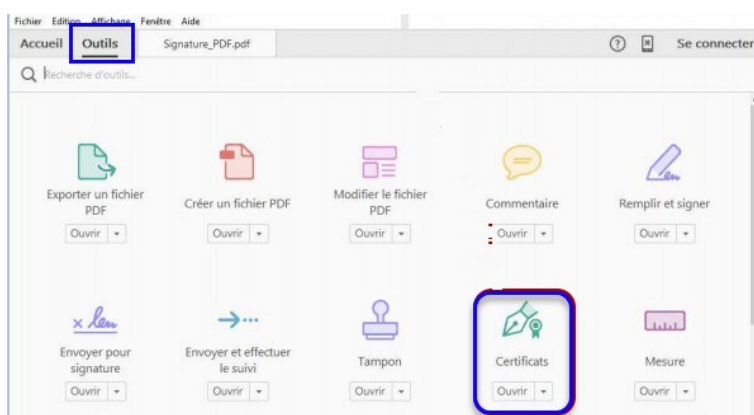 Fichier Edition Affichage Fenêtre Aide
Accueil Outils Signature_PDF.pdf Se connecter
Recherche d'outils...
Exporter un fichier PDF
Ouvrir
Créer un fichier PDF
Ouvrir
Modifier le fichier PDF
Ouvrir
Commentaire
Ouvrir
Remplir et signer
Ouvrir
Envoyer pour signature
Ouvrir
Envoyer et effectuer le suivi
Ouvrir
Tampon
Ouvrir
Certificats
Ouvrir
Mesure
Ouvrir